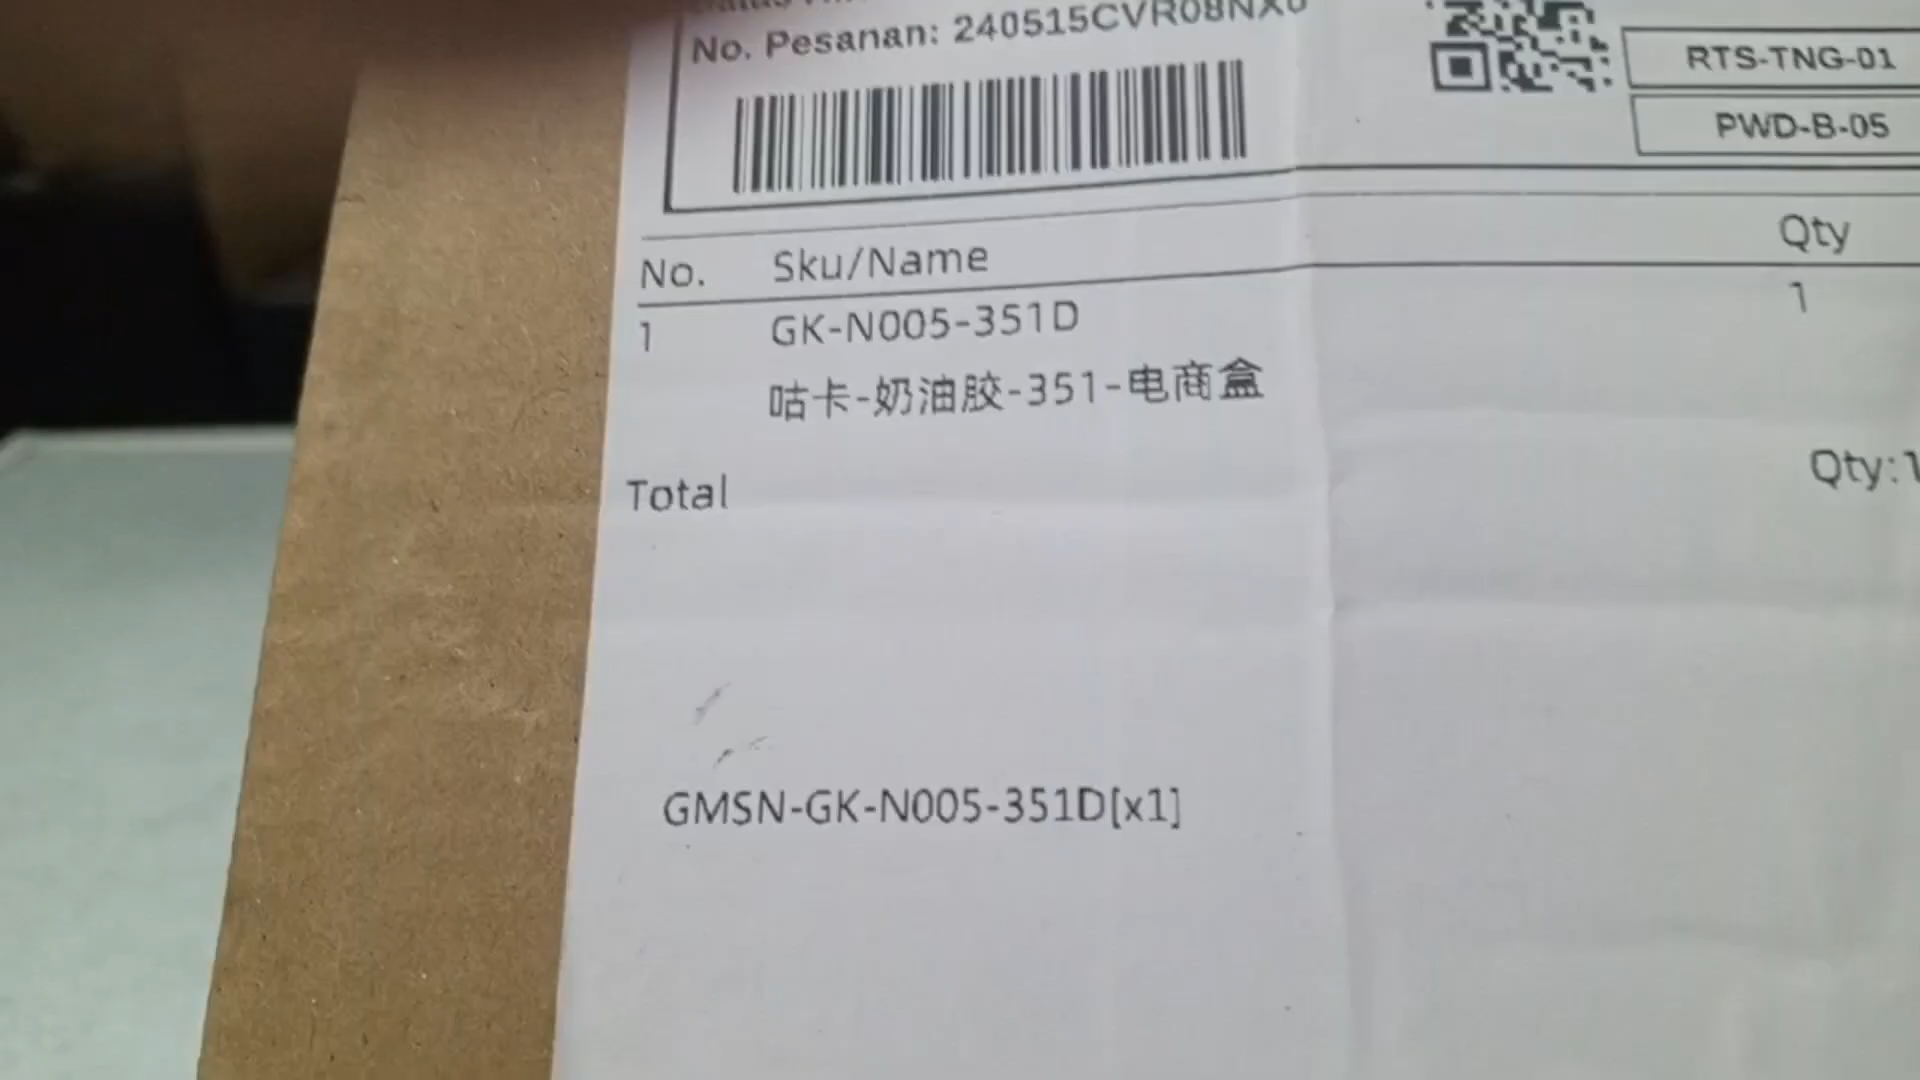 No. Pesanan: 240515CVR08NX0
RTS-TNG-01
PWD-B-05
No. Sku/Name Qty
1 GK-N005-351D 1
咕卡-奶油胶-351-电商盒
Total Qty:1
GMSN-GK-N005-351D[x1]